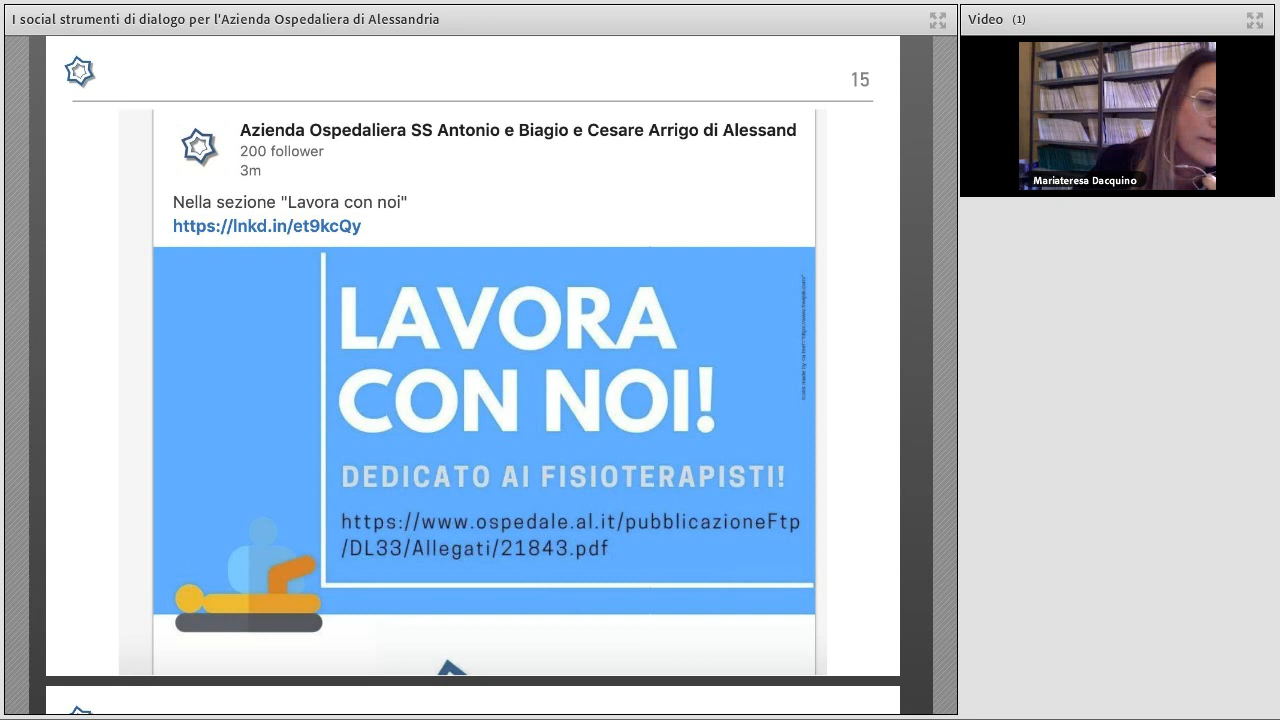 I social strumenti di dialogo per l'Azienda Ospedaliera di Alessandria
Video (1)
Mariateresa Dacquino
15
Azienda Ospedaliera SS Antonio e Biagio e Cesare Arrigo di Alessand
200 follower
3m
Nella sezione "Lavora con noi"
https://lnkd.in/et9kcQy
LAVORA
CON NOI!
DEDICATO AI FISIOTERAPISTI!
https://www.ospedale.al.it/pubblicazioneFtp
/DL33/Allegati/21843.pdf